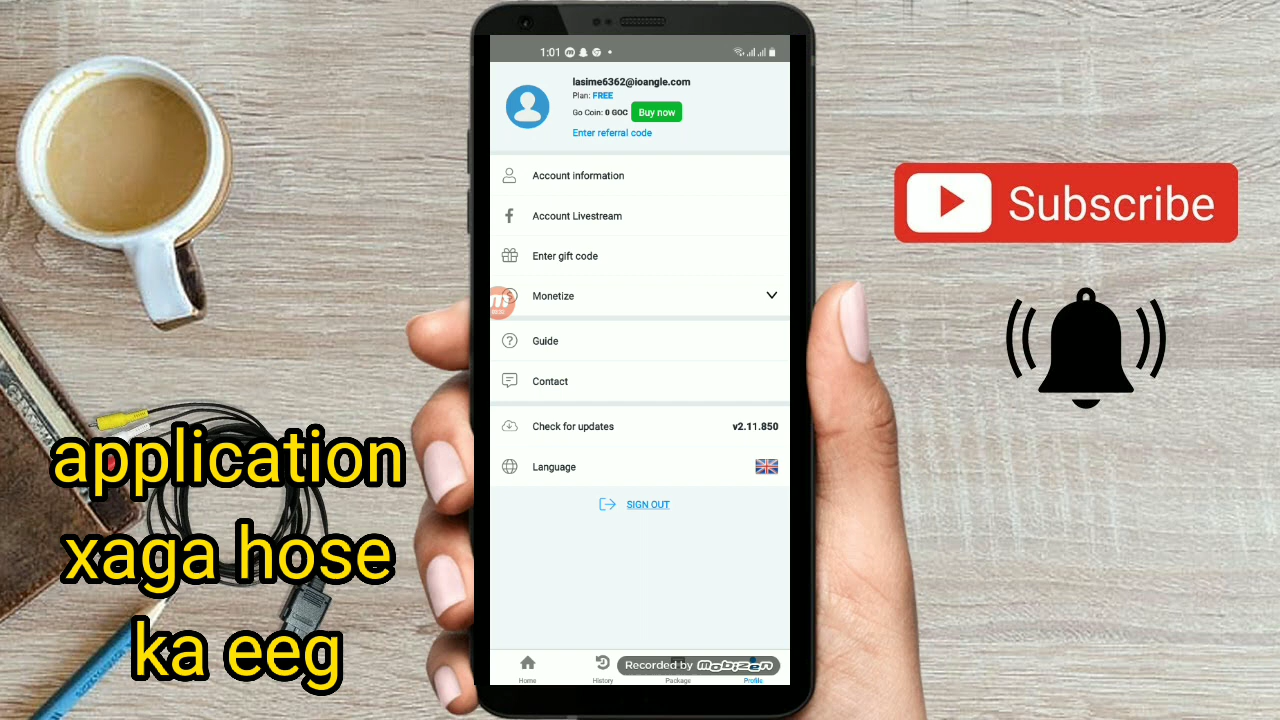 1:01
lasime6362@ioangle.com
Plan: FREE
Go Coin: 0 GOC Buy now
Enter referral code
Account information
Account Livestream
Enter gift code
Monetize
Guide
Contact
Check for updates v2.11.850
Language
SIGN OUT
Recorded by mobizen
Home History Package Profile
Subscribe
application
xaga hose
ka eeg